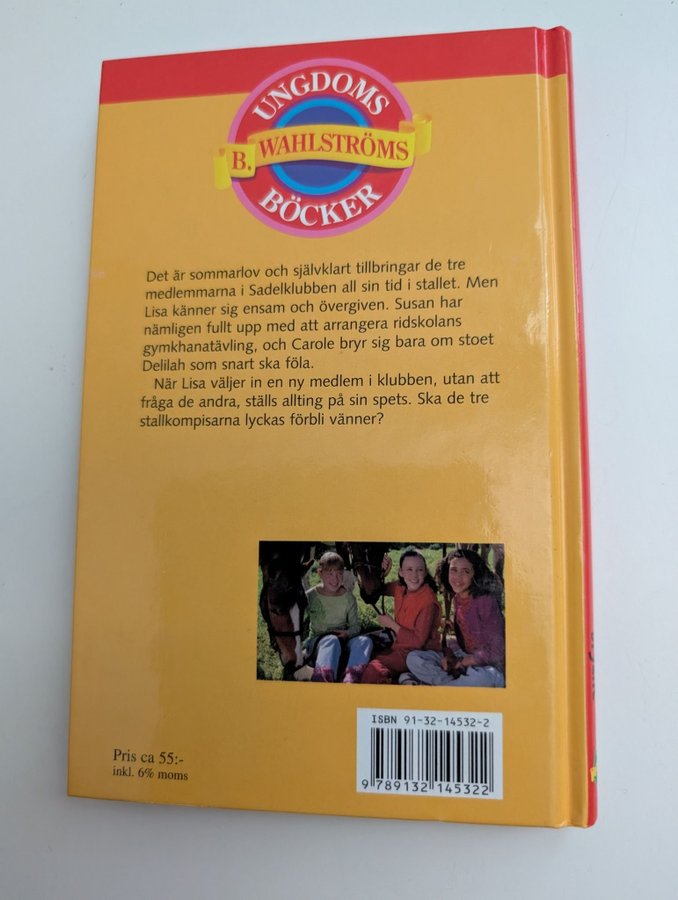 UNGDOMS
B. WAHLSTRÖMS
BÖCKER
Det är sommarlov och självklart tillbringar de tre
medlemmarna i Sadelklubben all sin tid i stallet. Men
Lisa känner sig ensam och övergiven. Susan har
nämligen fullt upp med att arrangera ridskolans
gymkhanatävling, och Carole bryr sig bara om stoet
Delilah som snart ska föla.
När Lisa väljer in en ny medlem i klubben, utan att
fråga de andra, ställs allting på sin spets. Ska de tre
stallkompisarna lyckas förbli vänner?
ISBN 91-32-14532-2
9 789132 145322
Pris ca 55:-
inkl. 6% moms